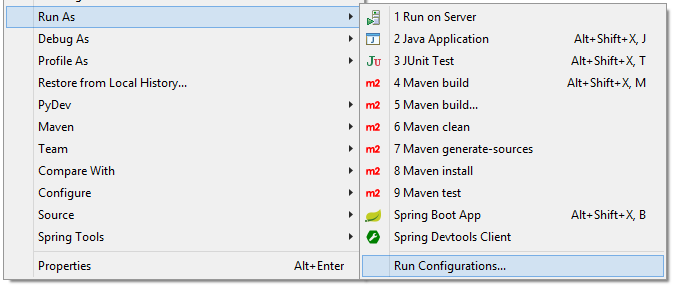 Run As
Debug As
Profile As
Restore from Local History...
PyDev
Maven
Team
Compare With
Configure
Source
Spring Tools
Properties Alt+Enter
1 Run on Server
2 Java Application Alt+Shift+X, J
JU 3 JUnit Test Alt+Shift+X, T
m2 4 Maven build Alt+Shift+X, M
m2 5 Maven build...
m2 6 Maven clean
m2 7 Maven generate-sources
m2 8 Maven install
m2 9 Maven test
Spring Boot App Alt+Shift+X, B
Spring Devtools Client
Run Configurations...